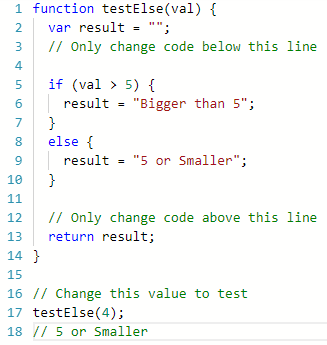 1 function testElse(val) {
2   var result = "";
3   // Only change code below this line
4
5   if (val > 5) {
6     result = "Bigger than 5";
7   }
8   else {
9     result = "5 or Smaller";
10   }
11
12   // Only change code above this line
13   return result;
14 }
15
16 // Change this value to test
17 testElse(4);
18 // 5 or Smaller